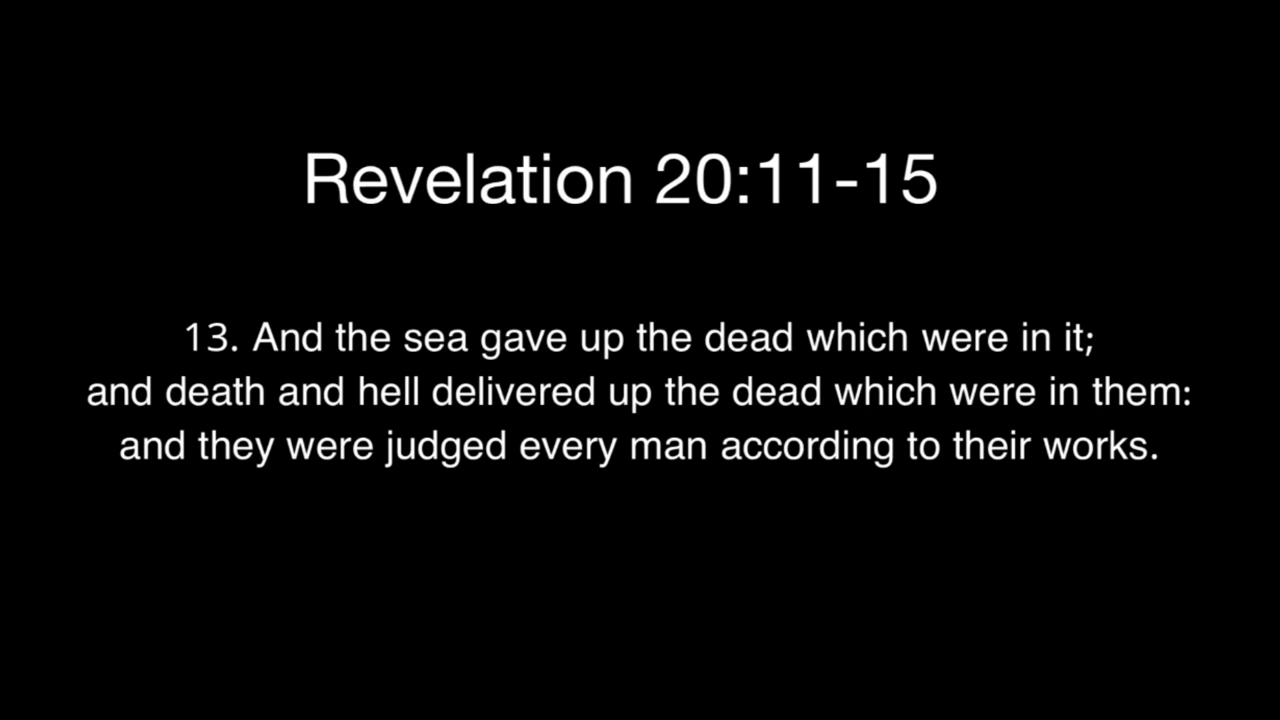 Revelation 20:11-15
13. And the sea gave up the dead which were in it;
and death and hell delivered up the dead which were in them:
and they were judged every man according to their works.